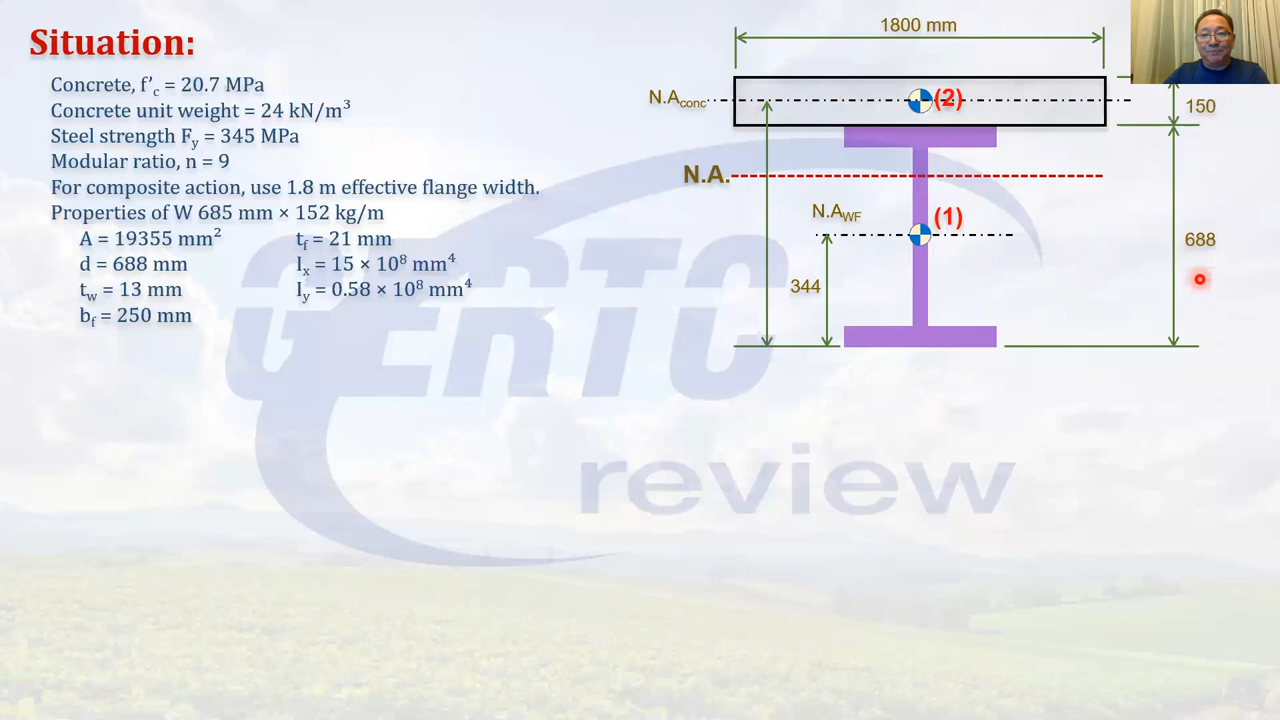 Situation:
Concrete, f'c = 20.7 MPa
Concrete unit weight = 24 kN/m³
Steel strength Fy = 345 MPa
Modular ratio, n = 9
For composite action, use 1.8 m effective flange width.
Properties of W 685 mm × 152 kg/m
A = 19355 mm² tf = 21 mm
d = 688 mm Ix = 15 × 10⁸ mm⁴
tw = 13 mm Iy = 0.58 × 10⁸ mm⁴
bf = 250 mm
1800 mm
N.Aconc
(2)
150
N.A.
N.AWF
(1)
688
344
GERTC
review